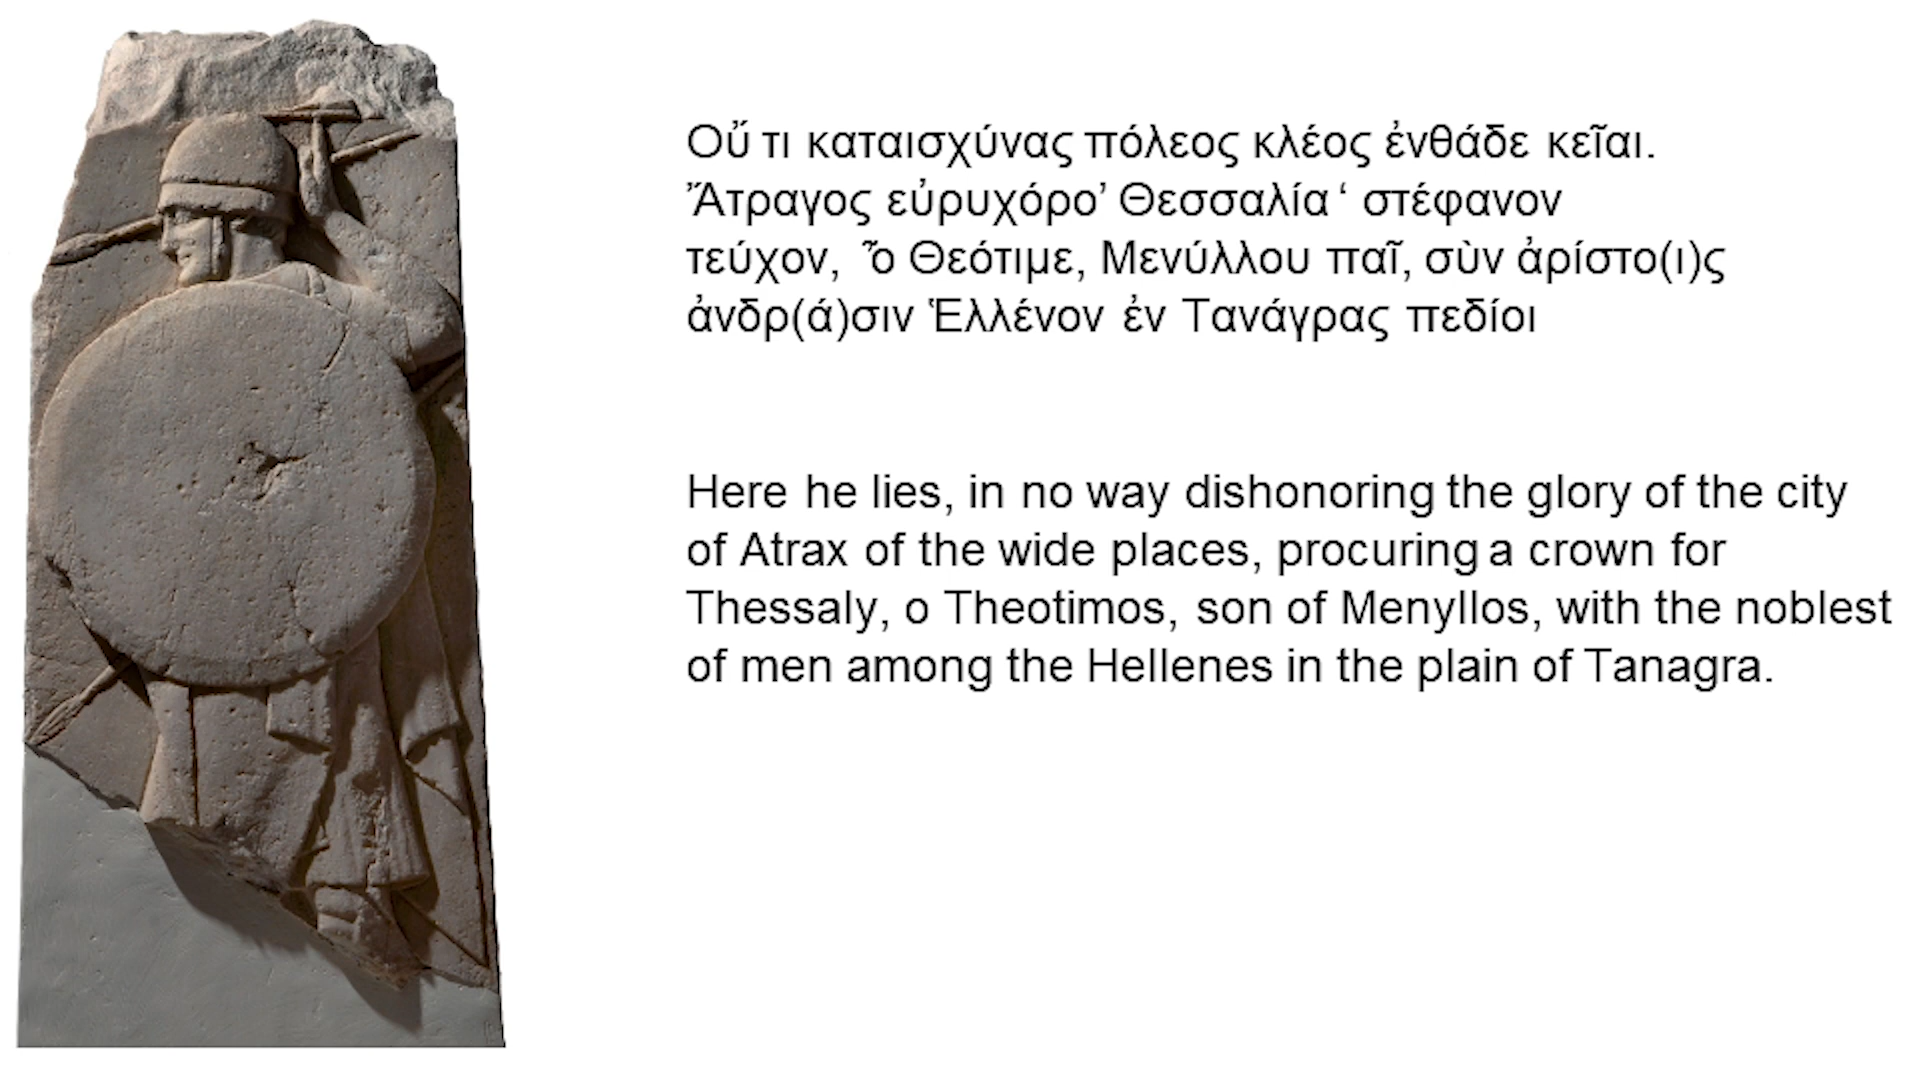 Οὔ τι καταισχύνας πόλεος κλέος ἐνθάδε κεῖαι.
Ἄτραγος εὐρυχόρο’ Θεσσαλία ‘ στέφανον
τεύχον, ὂ͂ Θεότιμε, Μενύλλου παῖ, σὺν ἀρίστο(ι)ς
ἀνδρ(ά)σιν Ἑλλένον ἐν Τανάγρας πεδίοι
Here he lies, in no way dishonoring the glory of the city
of Atrax of the wide places, procuring a crown for
Thessaly, o Theotimos, son of Menyllos, with the noblest
of men among the Hellenes in the plain of Tanagra.